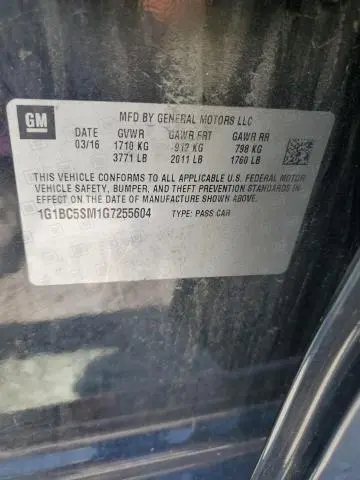 GM
MFD BY GENERAL MOTORS LLC
DATE GVWR GAWR FRT GAWR RR
03/16 1710 KG 912 KG 798 KG
3771 LB 2011 LB 1760 LB
THIS VEHICLE CONFORMS TO ALL APPLICABLE U.S. FEDERAL MOTOR
VEHICLE SAFETY, BUMPER, AND THEFT PREVENTION STANDARDS IN
EFFECT ON THE DATE OF MANUFACTURE SHOWN ABOVE.
1G1BC5SM1G7255604 TYPE: PASS CAR